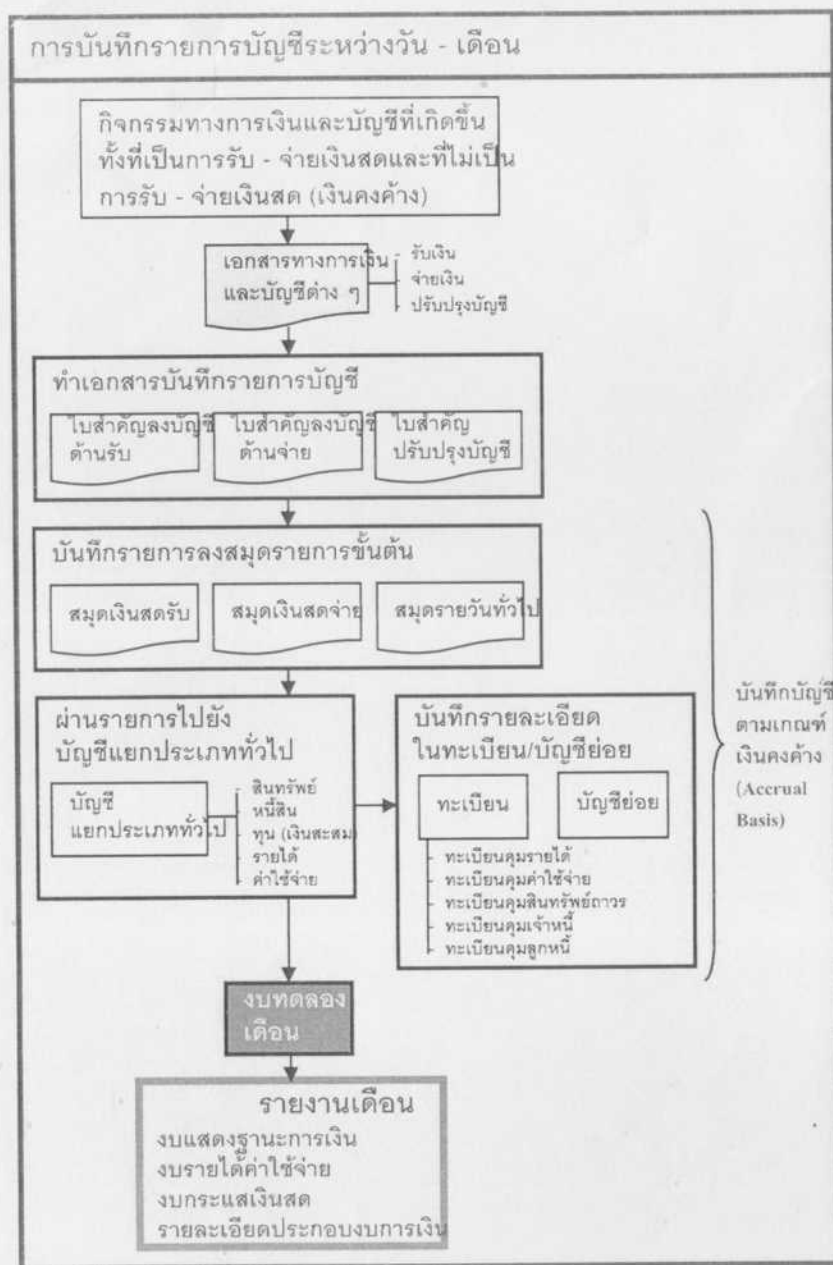 การบันทึกรายการบัญชีระหว่างวัน - เดือน
กิจกรรมทางการเงินและบัญชีที่เกิดขึ้น
ทั้งที่เป็นการรับ - จ่ายเงินสดและที่ไม่เป็น
การรับ - จ่ายเงินสด (เงินคงค้าง)
เอกสารทางการเงิน
และบัญชีต่าง ๆ
- รับเงิน
- จ่ายเงิน
- ปรับปรุงบัญชี
ทำเอกสารบันทึกรายการบัญชี
ใบสำคัญลงบัญชี
ด้านรับ
ใบสำคัญลงบัญชี
ด้านจ่าย
ใบสำคัญ
ปรับปรุงบัญชี
บันทึกรายการลงสมุดรายการขั้นต้น
สมุดเงินสดรับ
สมุดเงินสดจ่าย
สมุดรายวันทั่วไป
ผ่านรายการไปยัง
บัญชีแยกประเภททั่วไป
บัญชี
แยกประเภททั่วไป
- สินทรัพย์
- หนี้สิน
- ทุน (เงินสะสม)
- รายได้
- ค่าใช้จ่าย
บันทึกรายละเอียด
ในทะเบียน/บัญชีย่อย
ทะเบียน
บัญชีย่อย
- ทะเบียนคุมรายได้
- ทะเบียนคุมค่าใช้จ่าย
- ทะเบียนคุมสินทรัพย์ถาวร
- ทะเบียนคุมเจ้าหนี้
- ทะเบียนคุมลูกหนี้
บันทึกบัญชี
ตามเกณฑ์
เงินคงค้าง
(Accrual
Basis)
งบทดลอง
เดือน
รายงานเดือน
งบแสดงฐานะการเงิน
งบรายได้ค่าใช้จ่าย
งบกระแสเงินสด
รายละเอียดประกอบงบการเงิน